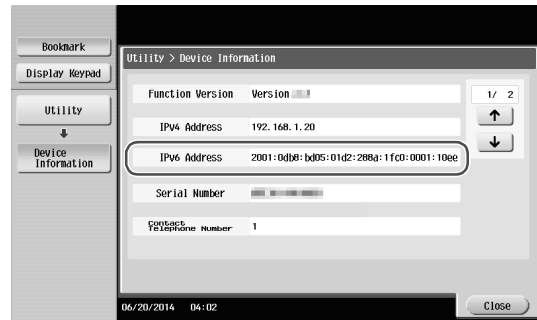 Bookmark
Display Keypad
Utility
Device
Information
Utility > Device Information
Function Version Version
IPv4 Address 192.168.1.20
IPv6 Address 2001:0db8:bd05:01d2:288a:1fc0:0001:10ee
Serial Number
Contact
Telephone Number 1
1/ 2
06/20/2014 04:02
Close